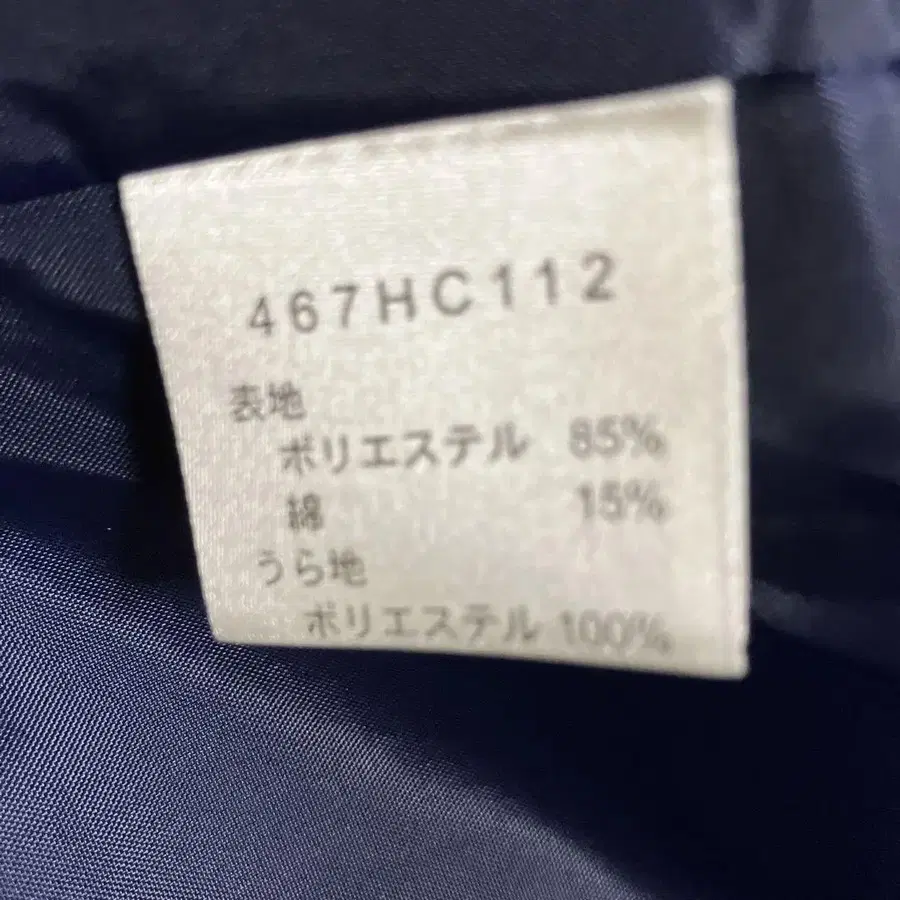 467HC112
表地
ポリエステル 85%
綿 15%
うら地
ポリエステル 100%